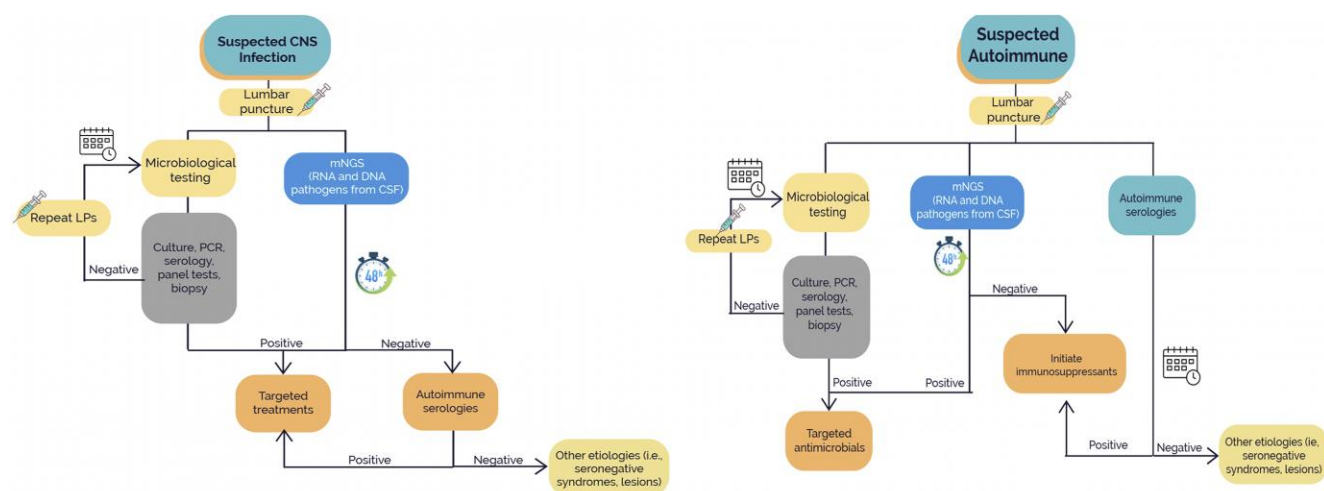 Suspected CNS
Infection
Lumbar
puncture
Microbiological
testing
mNGS
(RNA and DNA
pathogens from CSF)
Repeat LPs
Culture, PCR,
serology,
panel tests,
biopsy
Negative
48h
Positive
Negative
Targeted
treatments
Autoimmune
serologies
Positive
Negative
Other etiologies (i.e.,
seronegative
syndromes, lesions)
Suspected
Autoimmune
Lumbar
puncture
Microbiological
testing
mNGS
(RNA and DNA
pathogens from CSF)
Autoimmune
serologies
Repeat LPs
48h
Culture, PCR,
serology,
panel tests,
biopsy
Negative
Negative
Initiate
immunosuppressants
Positive
Positive
Targeted
antimicrobials
Positive
Negative
Other etiologies (ie,
seronegative
syndromes, lesions)